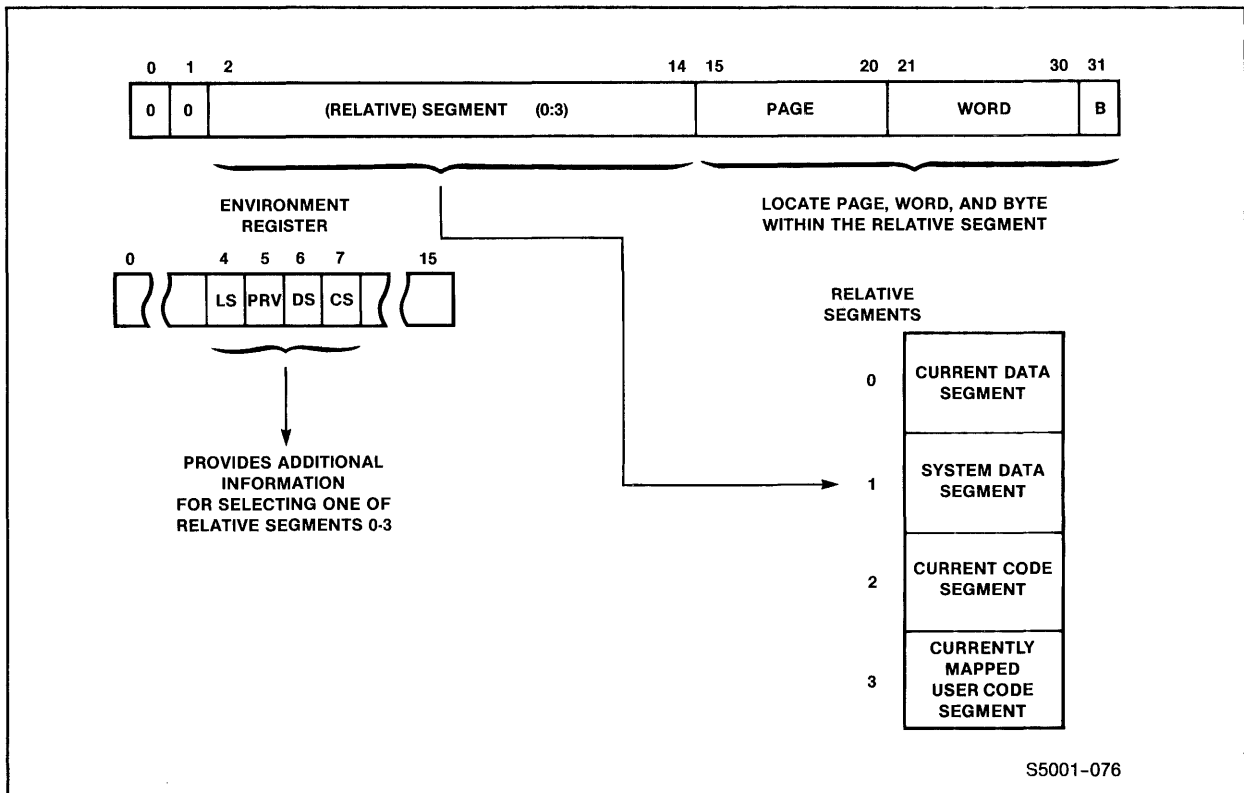 0 1 2 14 15 20 21 30 31
0 0 (RELATIVE) SEGMENT (0:3) PAGE WORD B
ENVIRONMENT
REGISTER
LOCATE PAGE, WORD, AND BYTE
WITHIN THE RELATIVE SEGMENT
0 4 5 6 7 15
LS PRV DS CS
PROVIDES ADDITIONAL
INFORMATION
FOR SELECTING ONE OF
RELATIVE SEGMENTS 0-3
RELATIVE
SEGMENTS
0 CURRENT DATA
SEGMENT
1 SYSTEM DATA
SEGMENT
2 CURRENT CODE
SEGMENT
CURRENTLY
MAPPED
3 USER CODE
SEGMENT
S5001-076